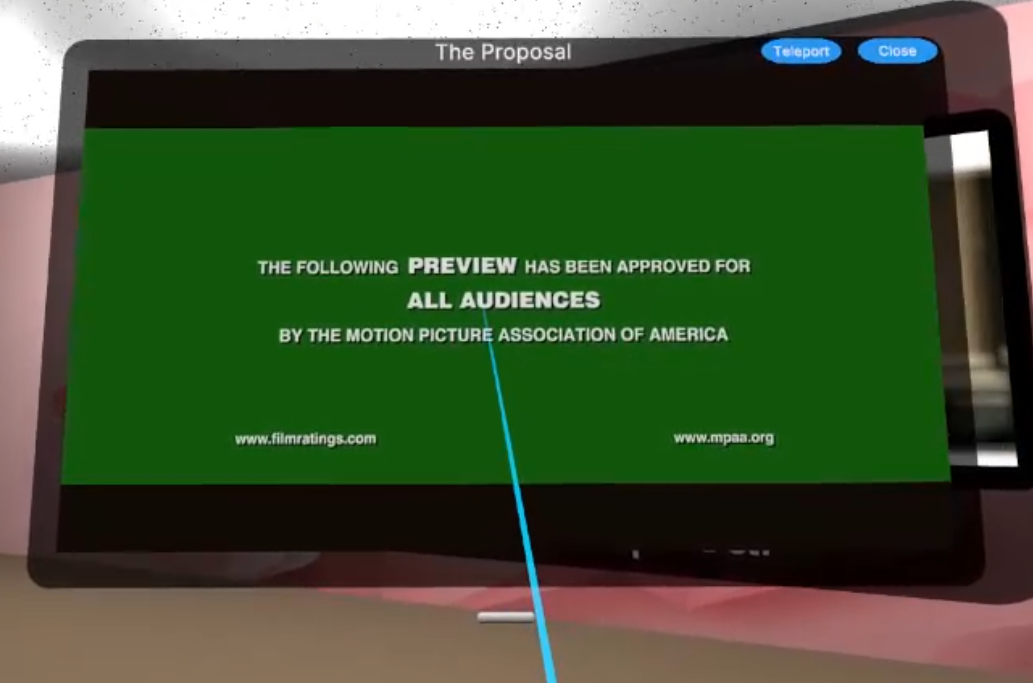 The Proposal
Teleport
Close
THE FOLLOWING PREVIEW HAS BEEN APPROVED FOR
ALL AUDIENCES
BY THE MOTION PICTURE ASSOCIATION OF AMERICA
www.filmratings.com
www.mpaa.org